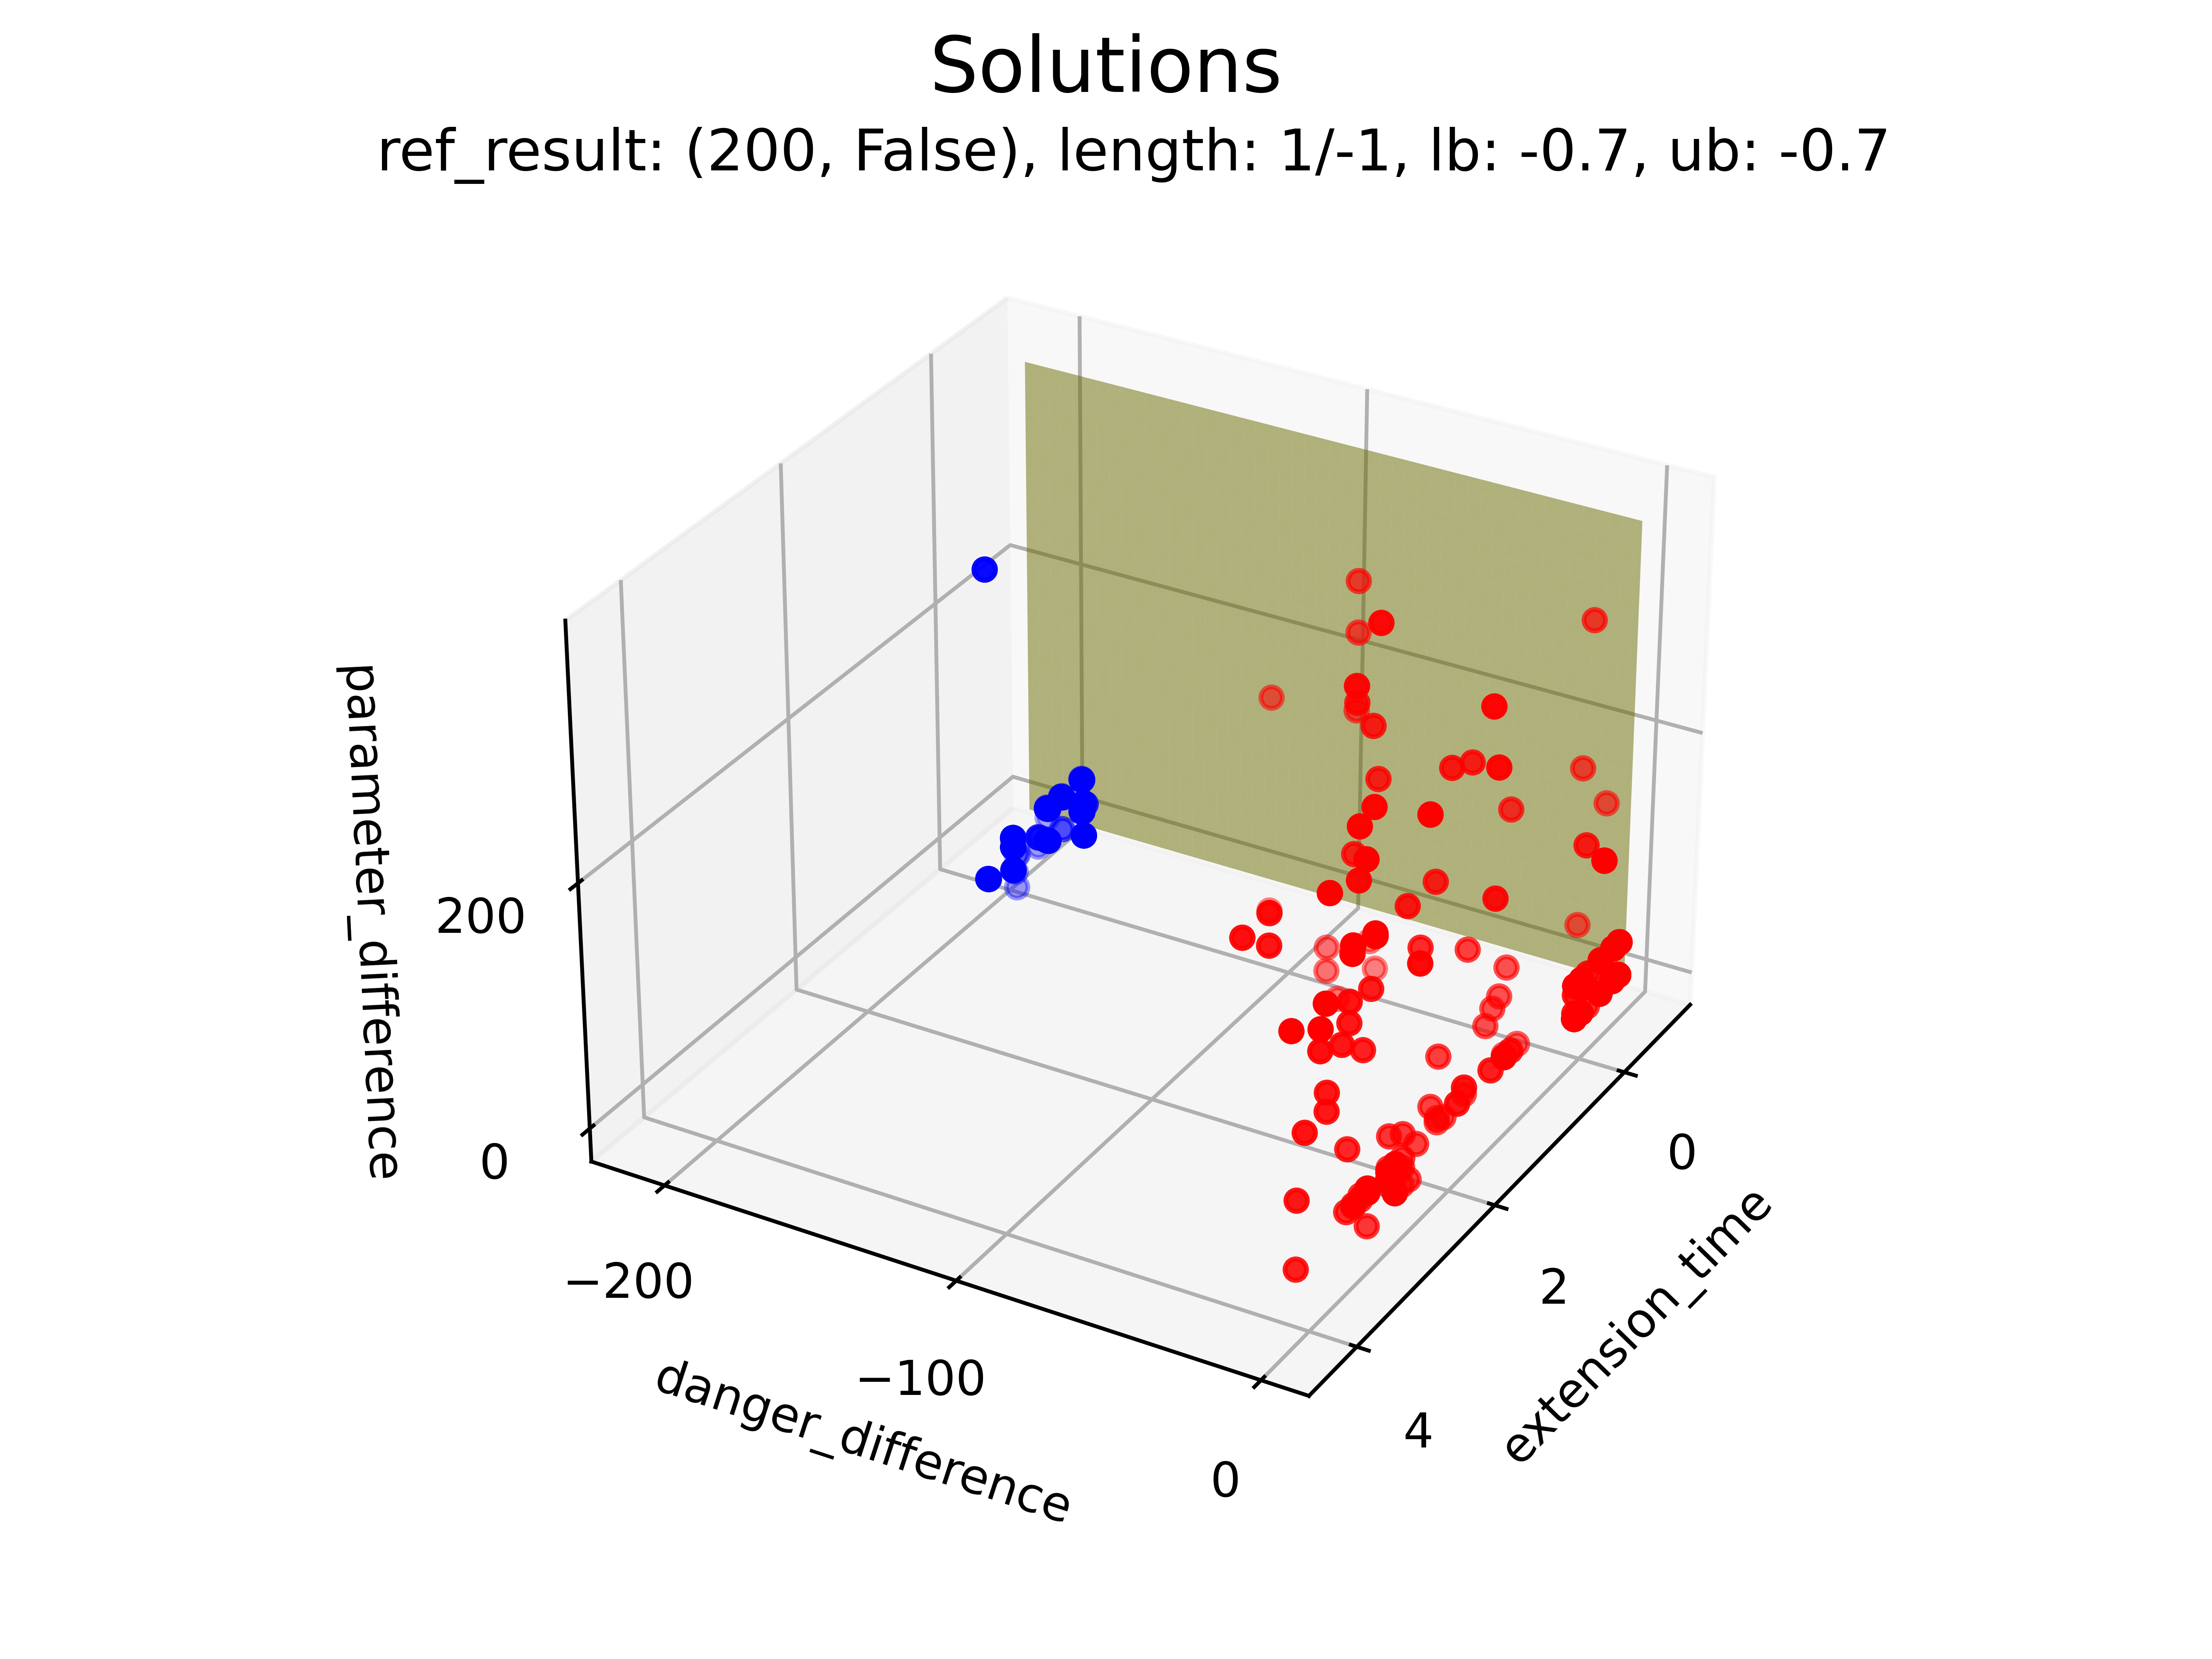 Solutions
ref_result: (200, False), length: 1/-1, lb: -0.7, ub: -0.7
parameter_difference
200
0
−200
−100
0
danger_difference
0
2
4
extension_time